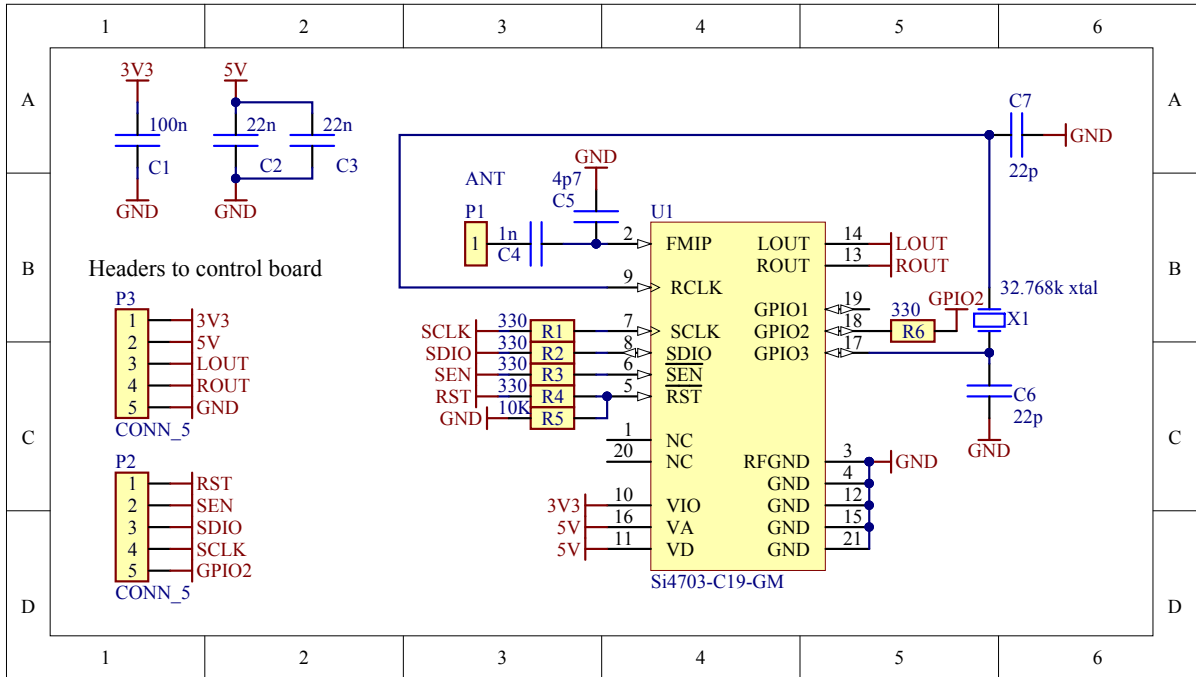 1 2 3 4 5 6
A A
B B
C C
D D
1 2 3 4 5 6
3V3
100n
C1
GND
5V
22n
C2
22n
C3
GND
Headers to control board
P3
1 3V3
2 5V
3 LOUT
4 ROUT
5 GND
CONN_5
P2
1 RST
2 SEN
3 SDIO
4 SCLK
5 GPIO2
CONN_5
ANT
P1
1
1n
C4
GND
4p7
C5
SCLK 330 R1
SDIO 330 R2
SEN 330 R3
RST 330 R4
GND 10K R5
U1
2 FMIP
9 RCLK
7 SCLK
8 SDIO
6 SEN
5 RST
1 NC
20 NC
3V3 10 VIO
5V 16 VA
5V 11 VD
LOUT 14 LOUT
ROUT 13 ROUT
GPIO1 19
GPIO2 18
GPIO3 17
RFGND 3 GND
GND 4
GND 12
GND 15
GND 21
Si4703-C19-GM
330
R6
GPIO2
C7
22p
GND
32.768k xtal
X1
C6
22p
GND